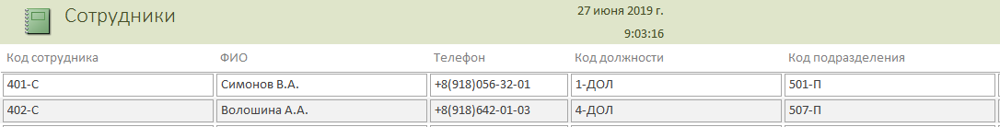 Сотрудники
27 июня 2019 г.
9:03:16
Код сотрудника ФИО Телефон Код должности Код подразделения
401-С Симонов В.А. +8(918)056-32-01 1-ДОЛ 501-П
402-С Волошина А.А. +8(918)642-01-03 4-ДОЛ 507-П